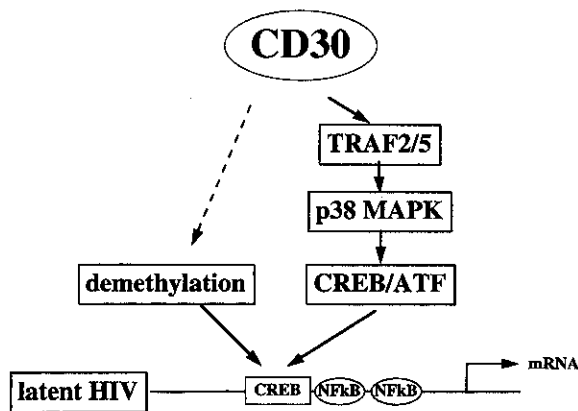 CD30
TRAF2/5
p38 MAPK
demethylation
CREB/ATF
latent HIV
CREB
NFkB
NFkB
mRNA